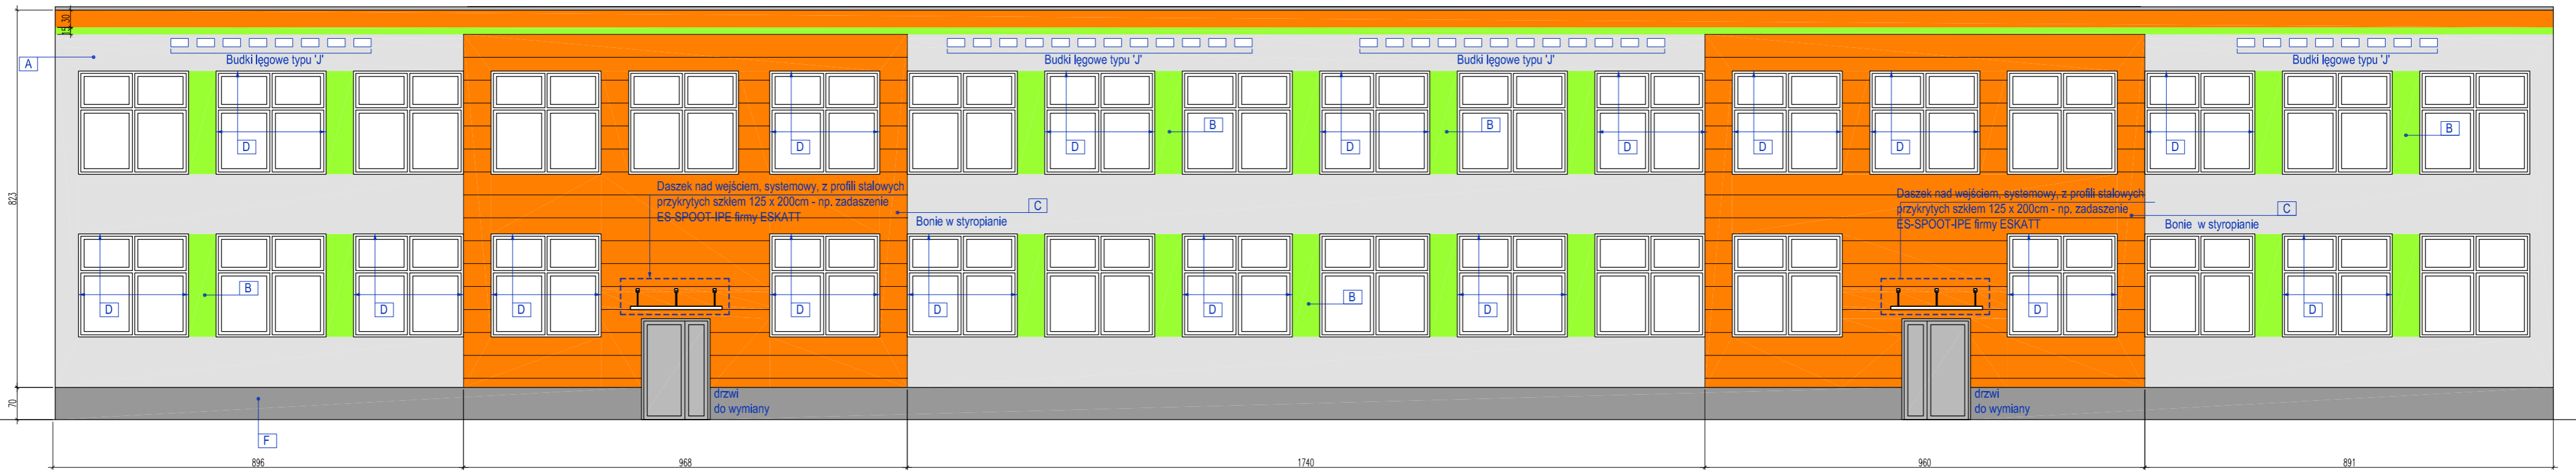 30
15
A
Budki lęgowe typu 'J'
Budki lęgowe typu 'J'
Budki lęgowe typu 'J'
Budki lęgowe typu 'J'
D
D
D
B
D
B
D
D
D
D
B
823
Daszek nad wejściem, systemowy, z profili stalowych
przykrytych szkłem 125 x 200cm - np. zadaszenie
ES-SPOOT-IPE firmy ESKATT
C
Bonie w styropianie
Daszek nad wejściem, systemowy, z profili stalowych
przykrytych szkłem 125 x 200cm - np. zadaszenie
ES-SPOOT-IPE firmy ESKATT
C
Bonie w styropianie
D
B
D
D
D
D
D
B
D
D
D
70
drzwi
do wymiany
drzwi
do wymiany
F
896
968
1740
960
891